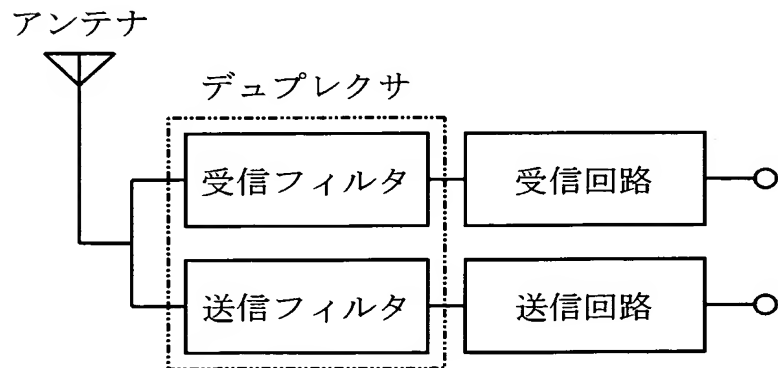 アンテナ
デュプレクサ
受信フィルタ
受信回路
送信フィルタ
送信回路